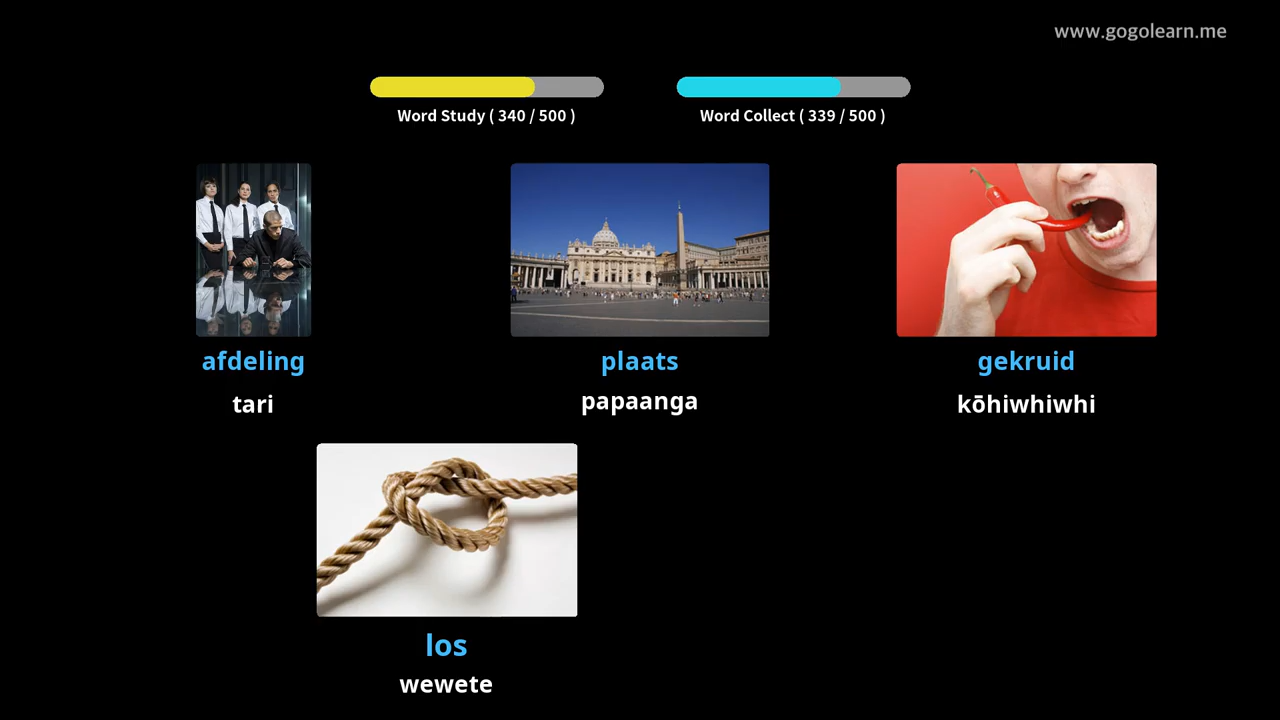 www.gogolearn.me
Word Study ( 340 / 500 )
Word Collect ( 339 / 500 )
afdeling
tari
plaats
papaanga
gekruid
kōhiwhiwhi
los
wewete